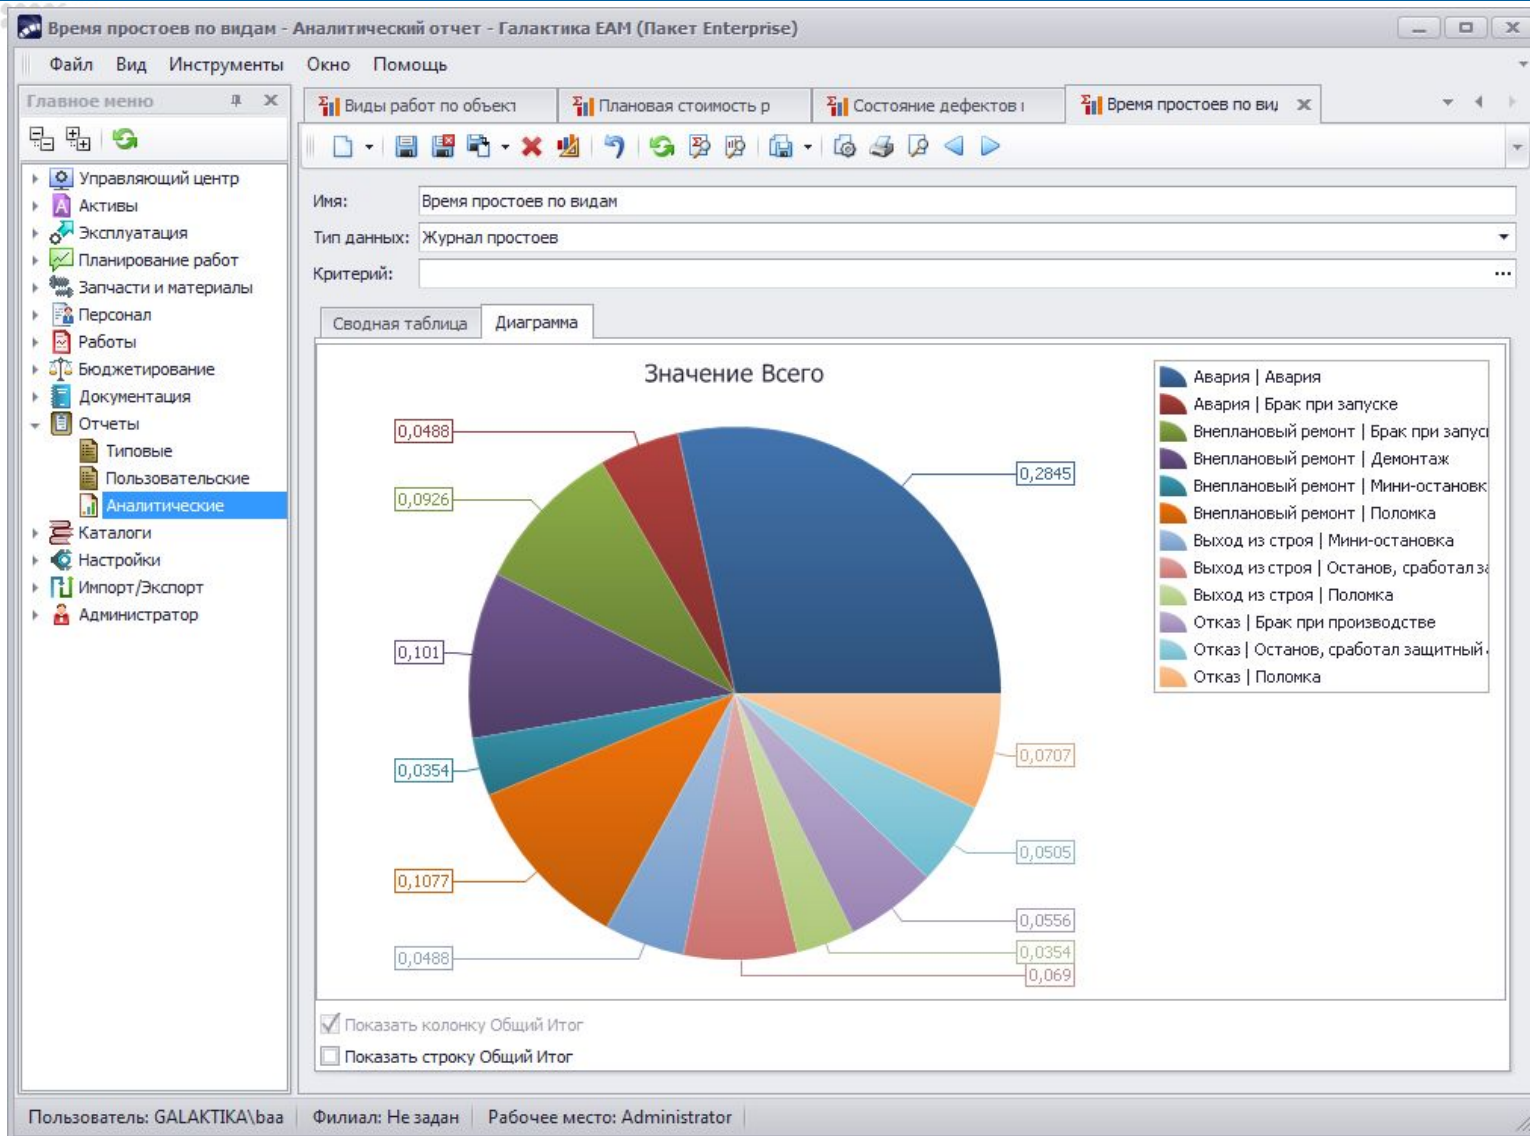 Время простоев по видам - Аналитический отчет - Галактика EAM (Пакет Enterprise)
Файл Вид Инструменты Окно Помощь
Главное меню
Виды работ по объект
Плановая стоимость р
Состояние дефектов
Время простоев по ви
Управляющий центр
Активы
Эксплуатация
Планирование работ
Запчасти и материалы
Персонал
Работы
Бюджетирование
Документация
Отчеты
Типовые
Пользовательские
Аналитические
Каталоги
Настройки
Импорт/Экспорт
Администратор
Имя: Время простоев по видам
Тип данных: Журнал простоев
Критерий:
Сводная таблица Диаграмма
Значение Всего
0,0488
0,2845
0,0926
0,101
0,0354
0,0707
0,0505
0,1077
0,0556
0,0354
0,0488
0,069
Авария | Авария
Авария | Брак при запуске
Внеплановый ремонт | Брак при запус
Внеплановый ремонт | Демонтаж
Внеплановый ремонт | Мини-остановк
Внеплановый ремонт | Поломка
Выход из строя | Мини-остановка
Выход из строя | Останов, сработал за
Выход из строя | Поломка
Отказ | Брак при производстве
Отказ | Останов, сработал защитный
Отказ | Поломка
Показать колонку Общий Итог
Показать строку Общий Итог
Пользователь: GALAKTIKA\baa Филиал: Не задан Рабочее место: Administrator